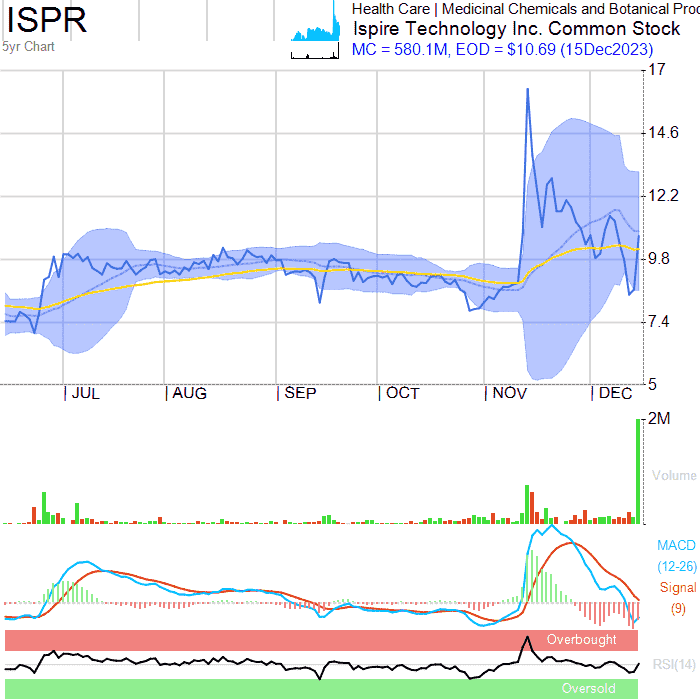 ISPR
5yr Chart
Health Care | Medicinal Chemicals and Botanical Pro
Ispire Technology Inc. Common Stock
MC = 580.1M, EOD = $10.69 (15Dec2023)
17
14.6
12.2
9.8
7.4
5
JUL
AUG
SEP
OCT
NOV
DEC
2M
Volume
MACD
(12-26)
Signal
(9)
Overbought
RSI(14)
Oversold